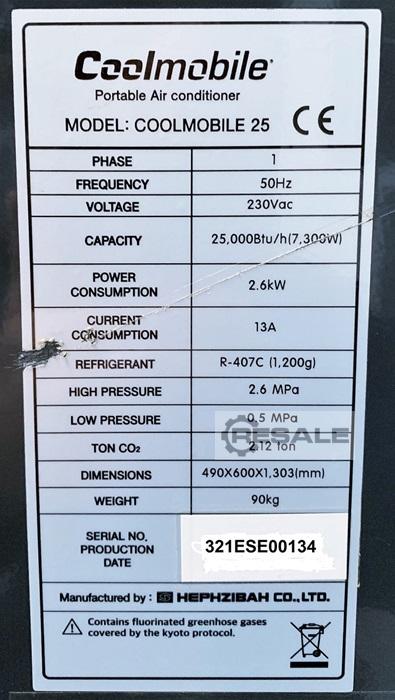 Coolmobile
Portable Air conditioner
MODEL: COOLMOBILE 25 CE
PHASE 1
FREQUENCY 50Hz
VOLTAGE 230Vac
CAPACITY 25,000Btu/h(7,300W)
POWER CONSUMPTION 2.6kW
CURRENT CONSUMPTION 13A
REFRIGERANT R-407C (1,200g)
HIGH PRESSURE 2.6 MPa
LOW PRESSURE 0.5 MPa
RESALE
TON CO2 2.12 ton
DIMENSIONS 490X600X1,303(mm)
WEIGHT 90kg
SERIAL NO. PRODUCTION DATE 321ESE00134
Manufactured by : HEPHZIBAH CO., LTD.
Contains fluorinated greenhose gases
covered by the kyoto protocol.